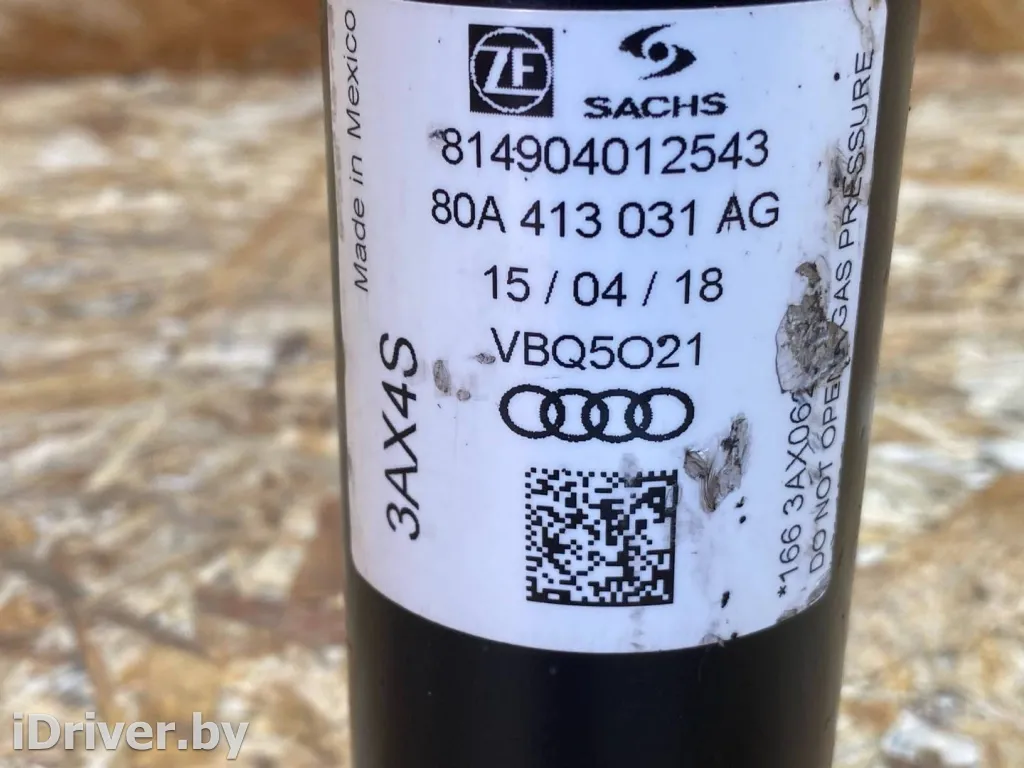 ZF
SACHS
814904012543
80A 413 031 AG
15 / 04 / 18
VBQ5O21
Made in Mexico
3AX4S
*166 3AX06
DO NOT OPEN GAS PRESSURE
iDriver.by